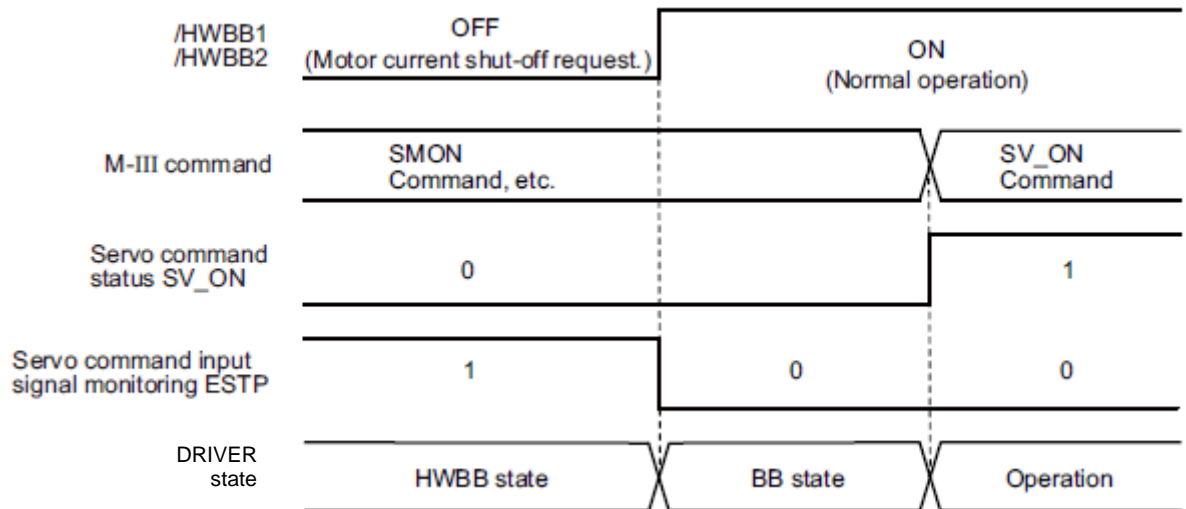 /HWBB1
/HWBB2
OFF
(Motor current shut-off request.)
ON
(Normal operation)
M-III command
SMON
Command, etc.
SV_ON
Command
Servo command
status SV_ON
0
1
Servo command input
signal monitoring ESTP
1
0
0
DRIVER
state
HWBB state
BB state
Operation